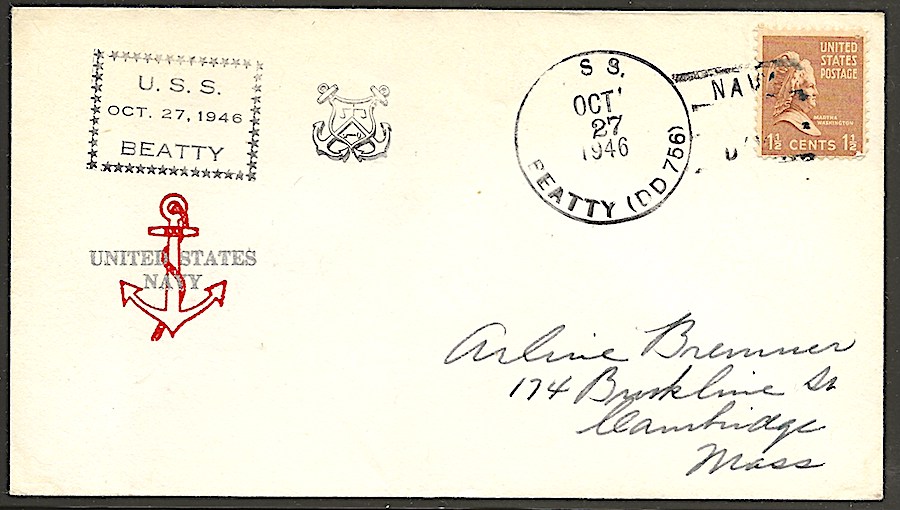 U.S.S.
OCT. 27, 1946
BEATTY
UNITED STATES
NAVY
S S.
OCT
27
1946
BEATTY (DD 756)
NAV
UNITED
STATES
POSTAGE
MARTHA
WASHINGTON
1½ CENTS 1½
Arline Bremner
174 Brookline St
Cambridge
Mass